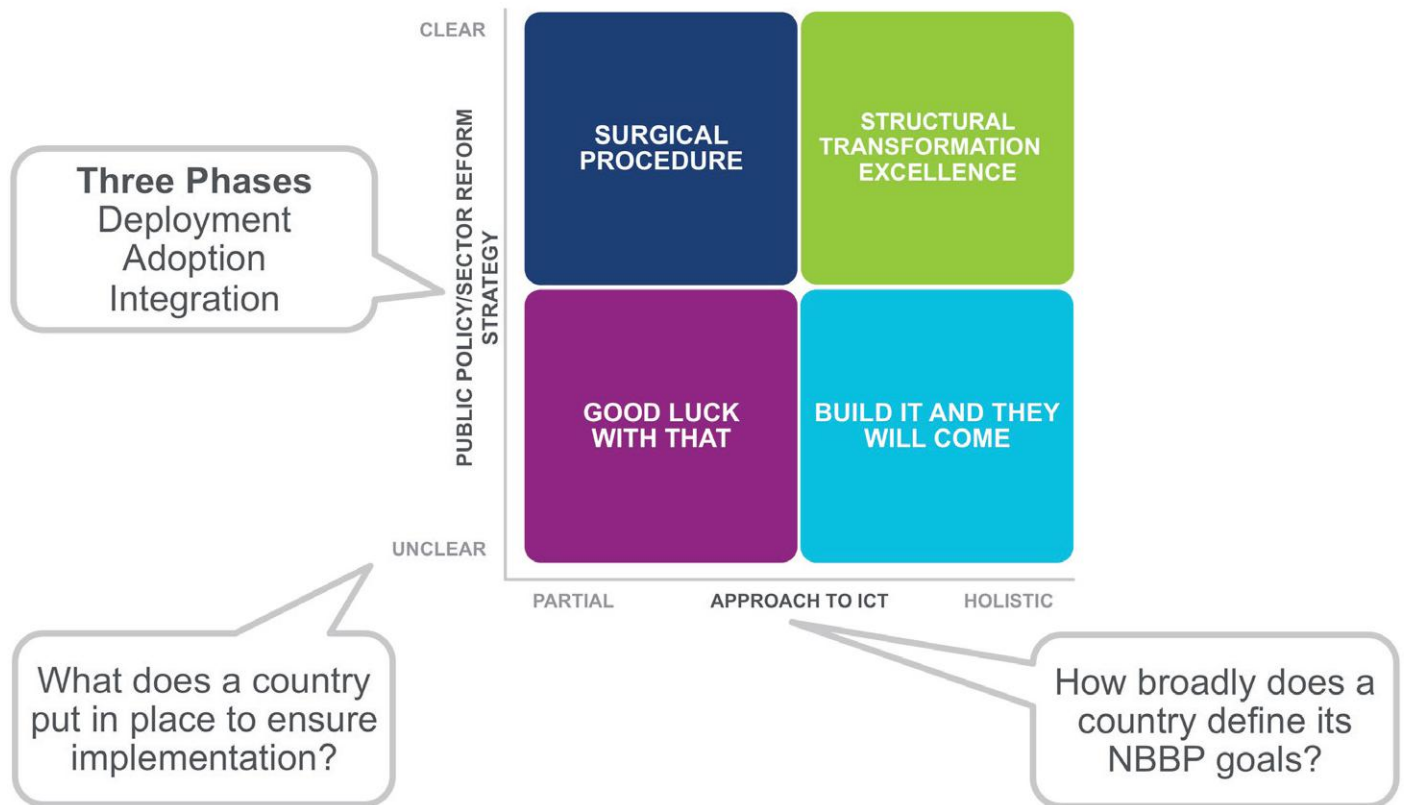 CLEAR
SURGICAL
PROCEDURE
STRUCTURAL
TRANSFORMATION
EXCELLENCE
Three Phases
Deployment
Adoption
Integration
PUBLIC POLICY/SECTOR REFORM
STRATEGY
GOOD LUCK
WITH THAT
BUILD IT AND THEY
WILL COME
UNCLEAR
PARTIAL
APPROACH TO ICT
HOLISTIC
What does a country
put in place to ensure
implementation?
How broadly does a
country define its
NBBP goals?